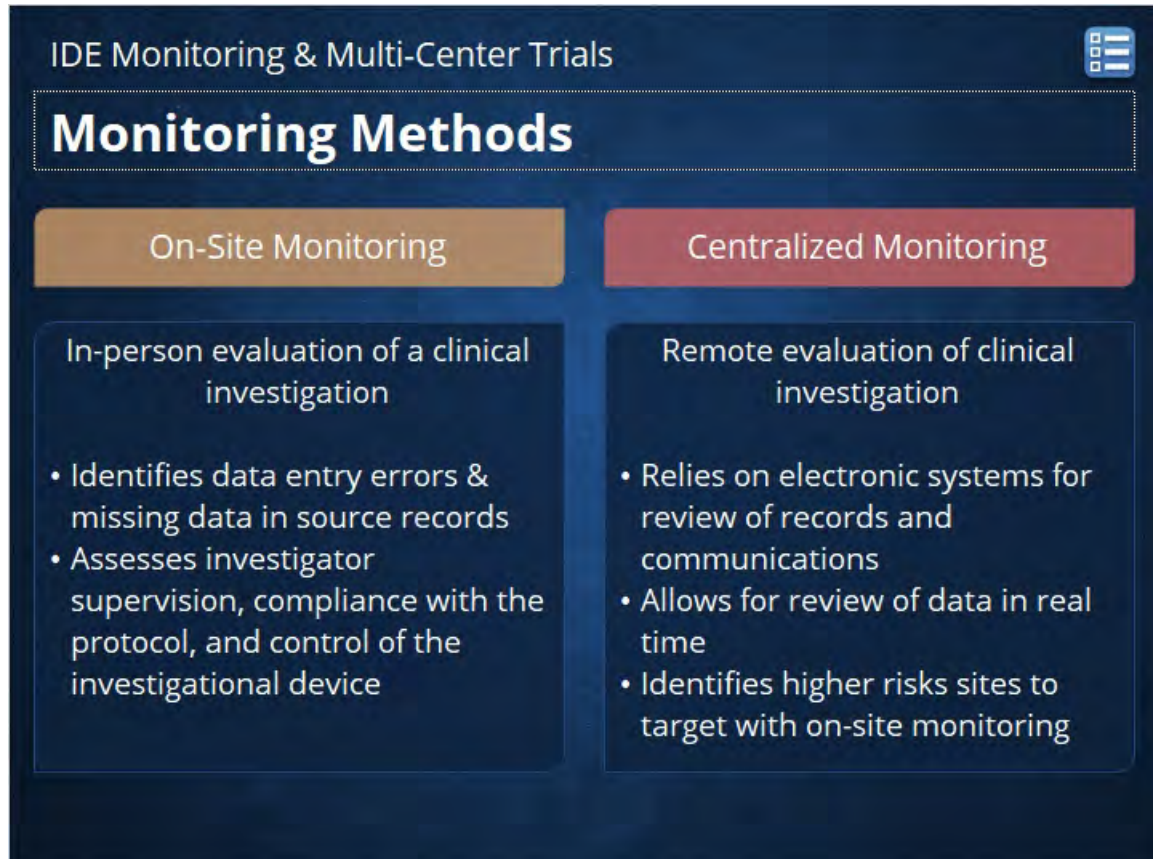 IDE Monitoring & Multi-Center Trials
Monitoring Methods
On-Site Monitoring
In-person evaluation of a clinical
investigation
• Identifies data entry errors &
missing data in source records
• Assesses investigator
supervision, compliance with the
protocol, and control of the
investigational device
Centralized Monitoring
Remote evaluation of clinical
investigation
• Relies on electronic systems for
review of records and
communications
• Allows for review of data in real
time
• Identifies higher risks sites to
target with on-site monitoring